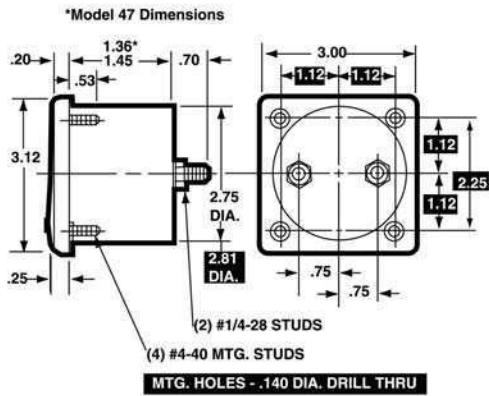 *Model 47 Dimensions
.20
1.36*
1.45
.70
.53
3.12
2.75
DIA.
2.81
DIA.
.25
(2) #1/4-28 STUDS
(4) #4-40 MTG. STUDS
3.00
1.12
1.12
1.12
2.25
1.12
.75
.75
MTG. HOLES - .140 DIA. DRILL THRU